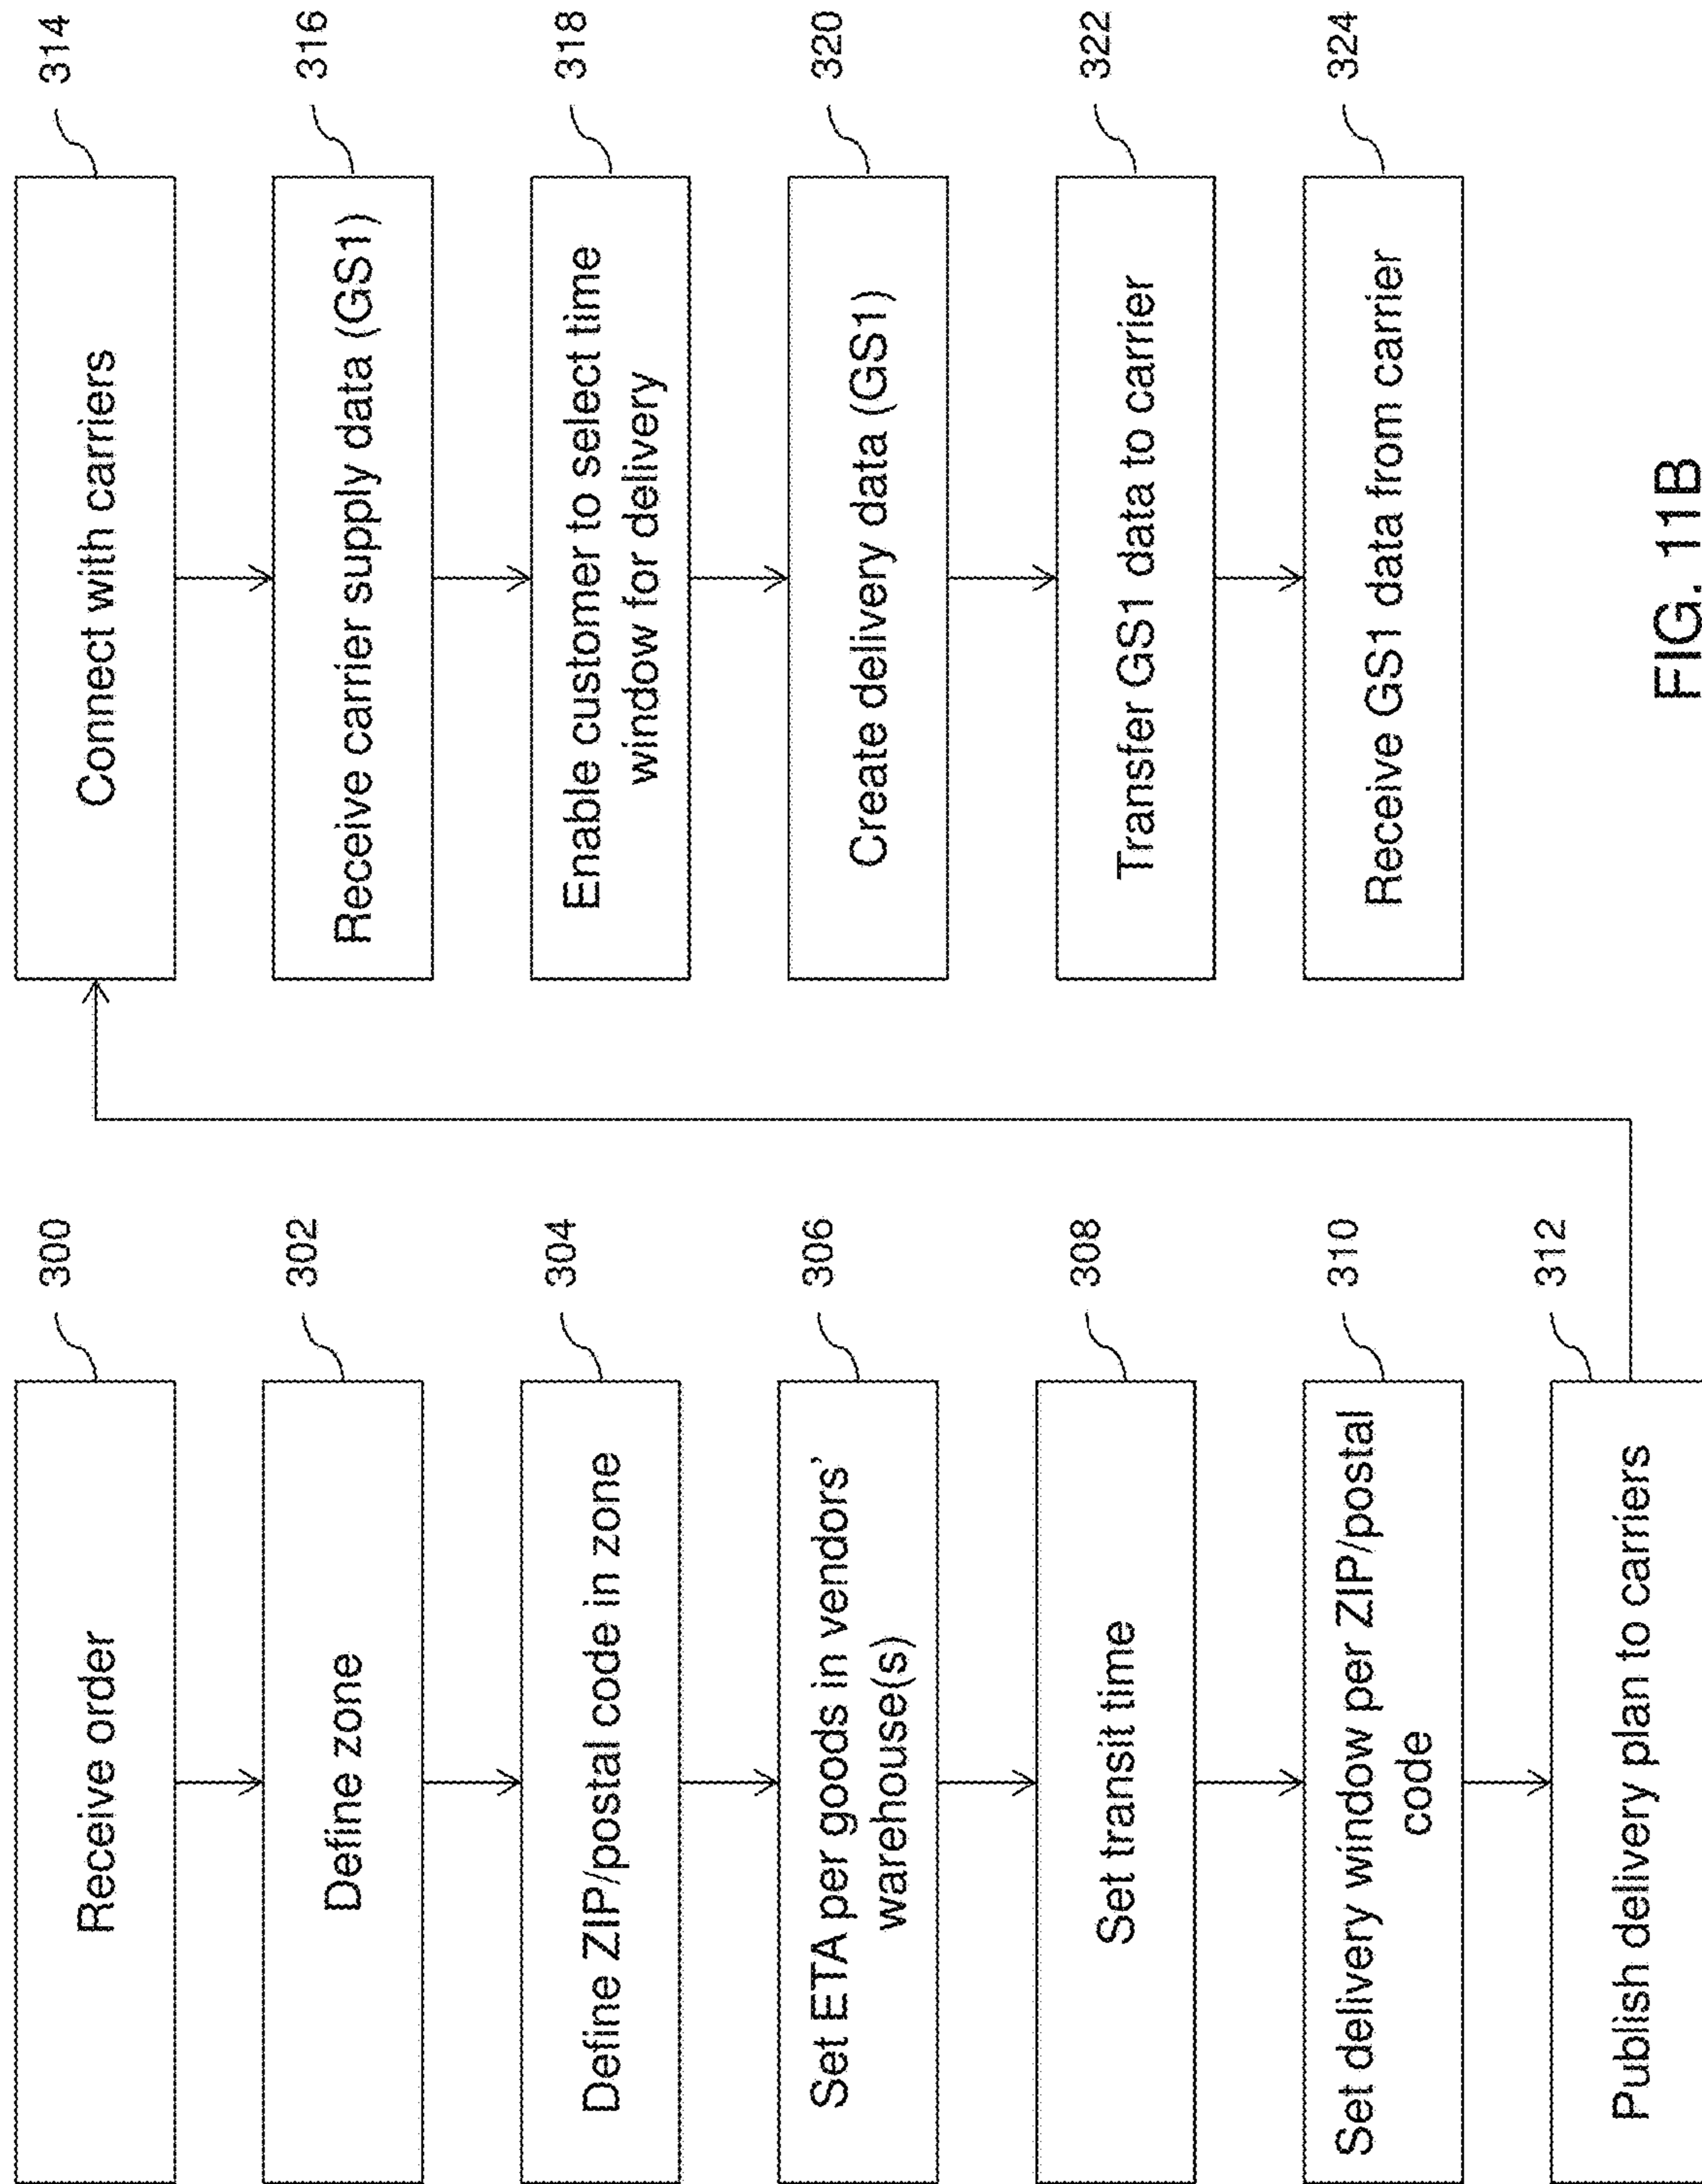 Receive order
300
Define zone
302
Define ZIP/postal code in zone
304
Set ETA per goods in vendors’
warehouse(s)
306
Set transit time
308
Set delivery window per ZIP/postal
code
310
Publish delivery plan to carriers
312
Connect with carriers
314
Receive carrier supply data (GS1)
316
Enable customer to select time
window for delivery
318
Create delivery data (GS1)
320
Transfer GS1 data to carrier
322
Receive GS1 data from carrier
324
FIG. 11B